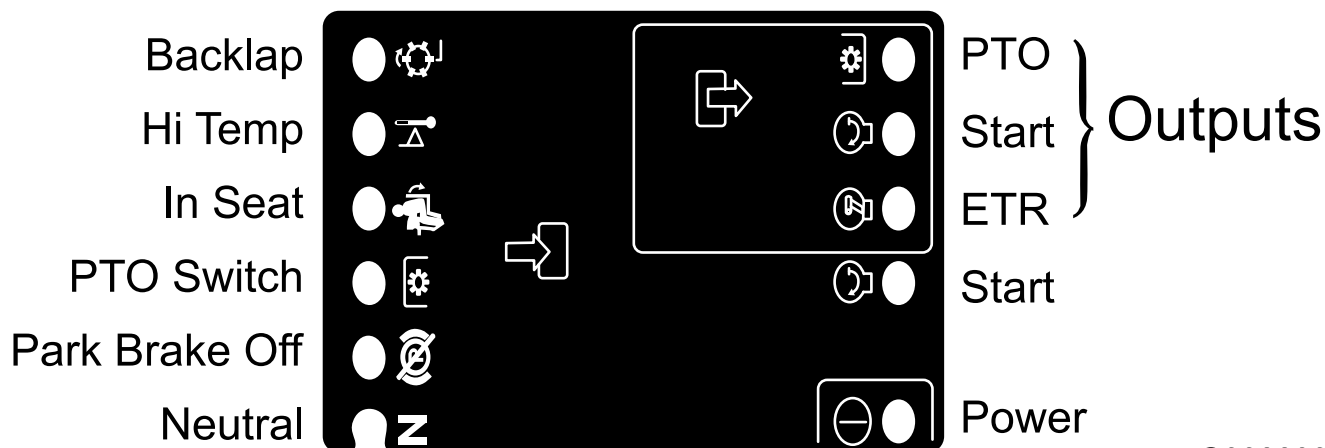 Backlap
Hi Temp
In Seat
PTO Switch
Park Brake Off
Neutral
N
PTO
Start
ETR
Outputs
Start
Power